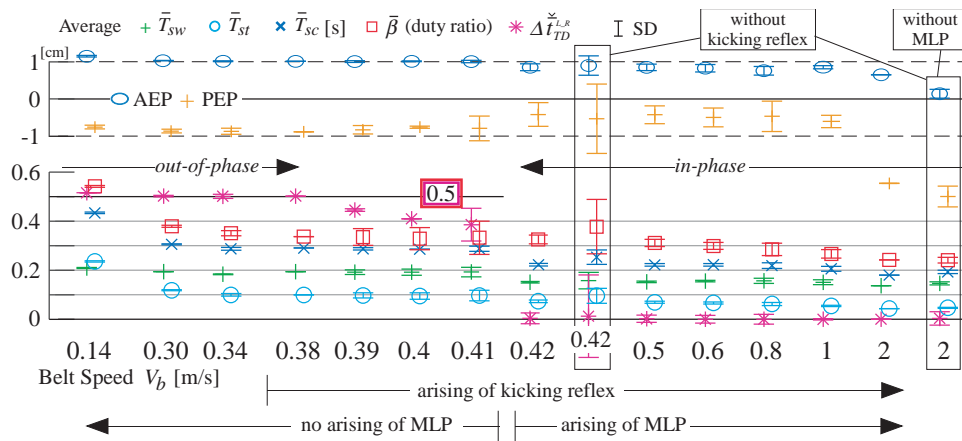 Average T̄sw T̄st T̄sc [s] β̄ (duty ratio) Δť̄ᴸ·ᴿTD SD
without kicking reflex
without MLP
[cm]
1
0
-1
AEP PEP
out-of-phase in-phase
0.6
0.5
0.4
0.2
0
0.14 0.30 0.34 0.38 0.39 0.4 0.41 0.42 0.42 0.5 0.6 0.8 1 2 2
Belt Speed Vb [m/s]
arising of kicking reflex
no arising of MLP arising of MLP